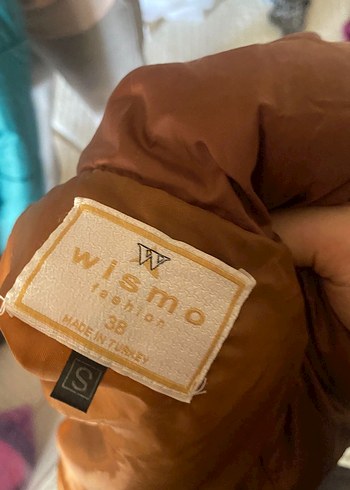 W
wismo
fashion
38
MADE IN TURKEY
S